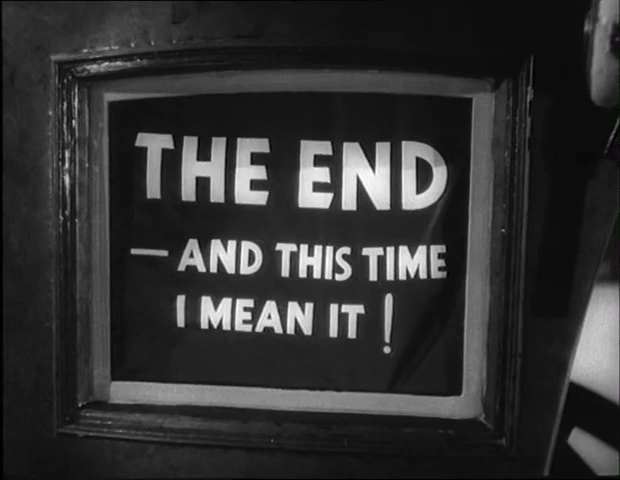 THE END
— AND THIS TIME
I MEAN IT!